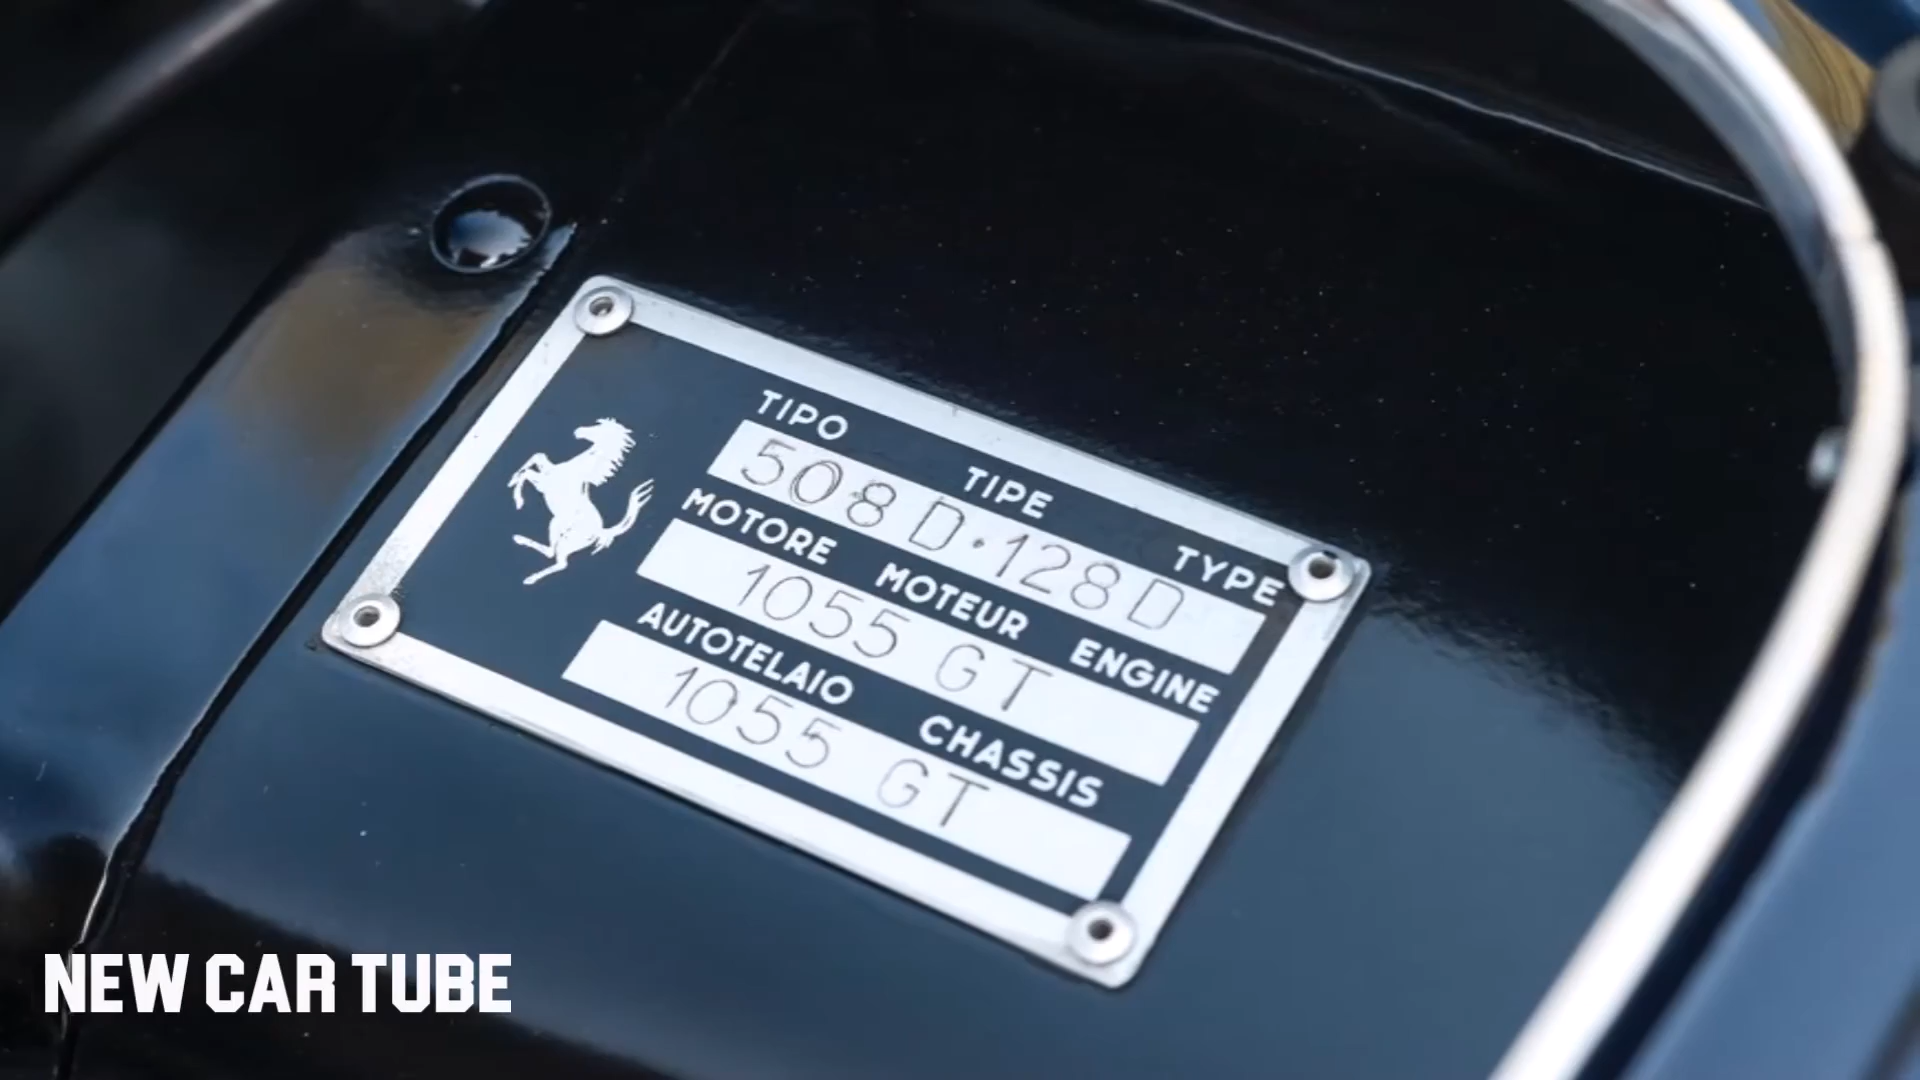 TIPO TIPE TYPE
508 D·128 D
MOTORE MOTEUR ENGINE
1055 GT
AUTOTELAIO CHASSIS
1055 GT
NEW CAR TUBE